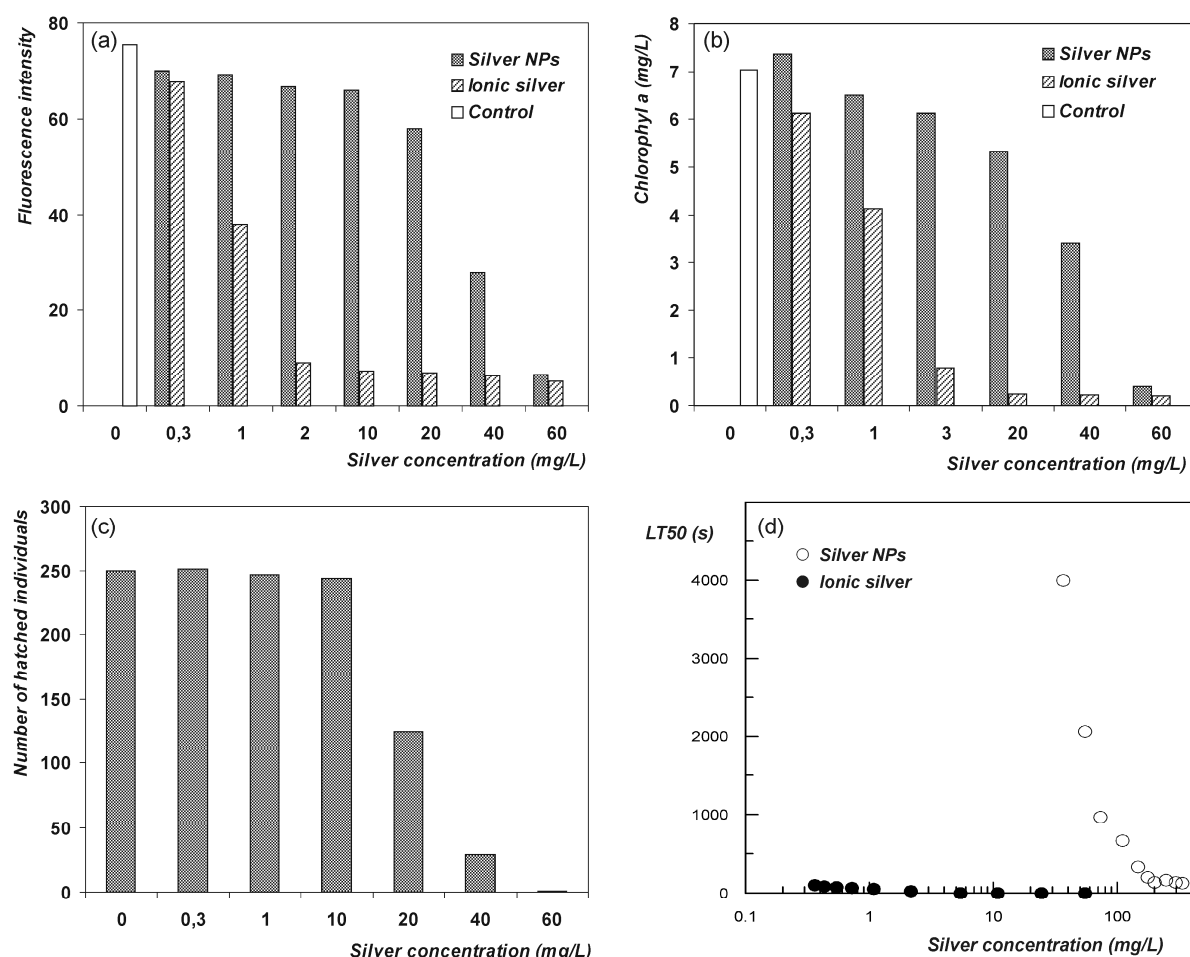 (a)
Fluorescence intensity
80
60
40
20
0
Silver NPs
Ionic silver
Control
0 0,3 1 2 10 20 40 60
Silver concentration (mg/L)
(b)
Chlorophyl a (mg/L)
8
7
6
5
4
3
2
1
0
Silver NPs
Ionic silver
Control
0 0,3 1 3 20 40 60
Silver concentration (mg/L)
(c)
Number of hatched individuals
300
250
200
150
100
50
0
0 0,3 1 10 20 40 60
Silver concentration (mg/L)
(d)
LT50 (s)
Silver NPs
Ionic silver
4000
3000
2000
1000
0
0.1 1 10 100
Silver concentration (mg/L)